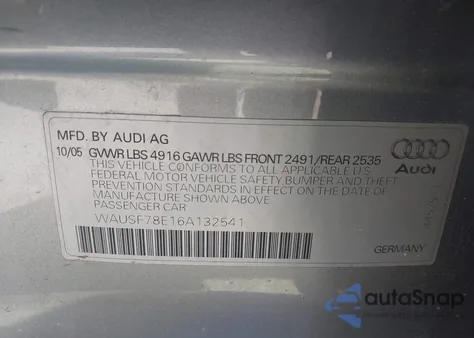 MFD. BY AUDI AG
10/05 GVWR LBS 4916 GAWR LBS FRONT 2491/REAR 2535
THIS VEHICLE CONFORMS TO ALL APPLICABLE U.S.
FEDERAL MOTOR VEHICLE SAFETY BUMPER AND THEFT
PREVENTION STANDARDS IN EFFECT ON THE DATE OF
MANUFACTURE SHOWN ABOVE
PASSENGER CAR
WAUSF78E16A132541
Audi
GERMANY
autoSnap